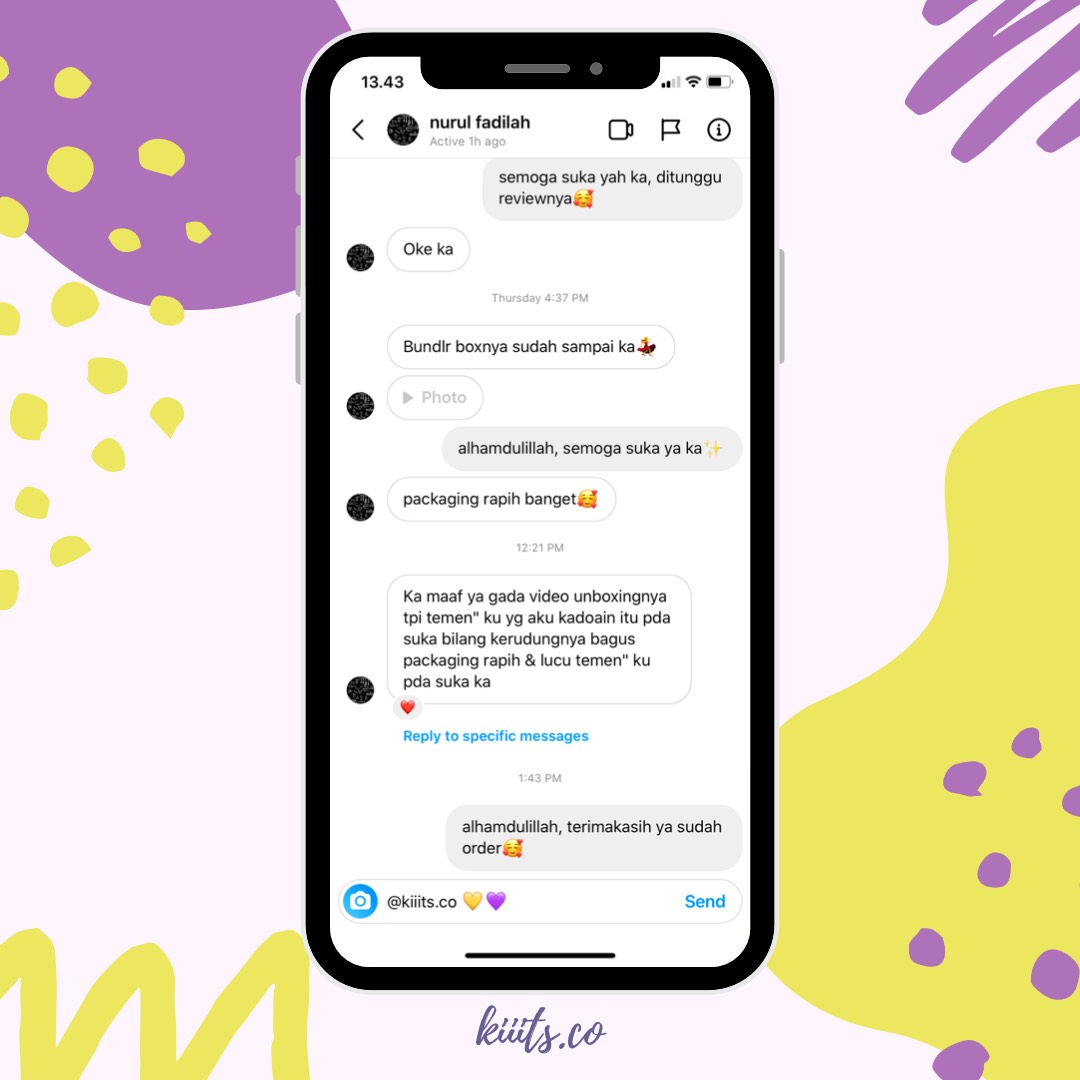 13.43
nurul fadilah
Active 1h ago
semoga suka yah ka, ditunggu
reviewnya🥰
Oke ka
Thursday 4:37 PM
Bundlr boxnya sudah sampai ka💃
Photo
alhamdulillah, semoga suka ya ka✨
packaging rapih banget🥰
12:21 PM
Ka maaf ya gada video unboxingnya
tpi temen" ku yg aku kadoain itu pda
suka bilang kerudungnya bagus
packaging rapih & lucu temen" ku
pda suka ka
❤️
Reply to specific messages
1:43 PM
alhamdulillah, terimakasih ya sudah
order🥰
@kiiits.co 💛💜 Send
kiiits.co